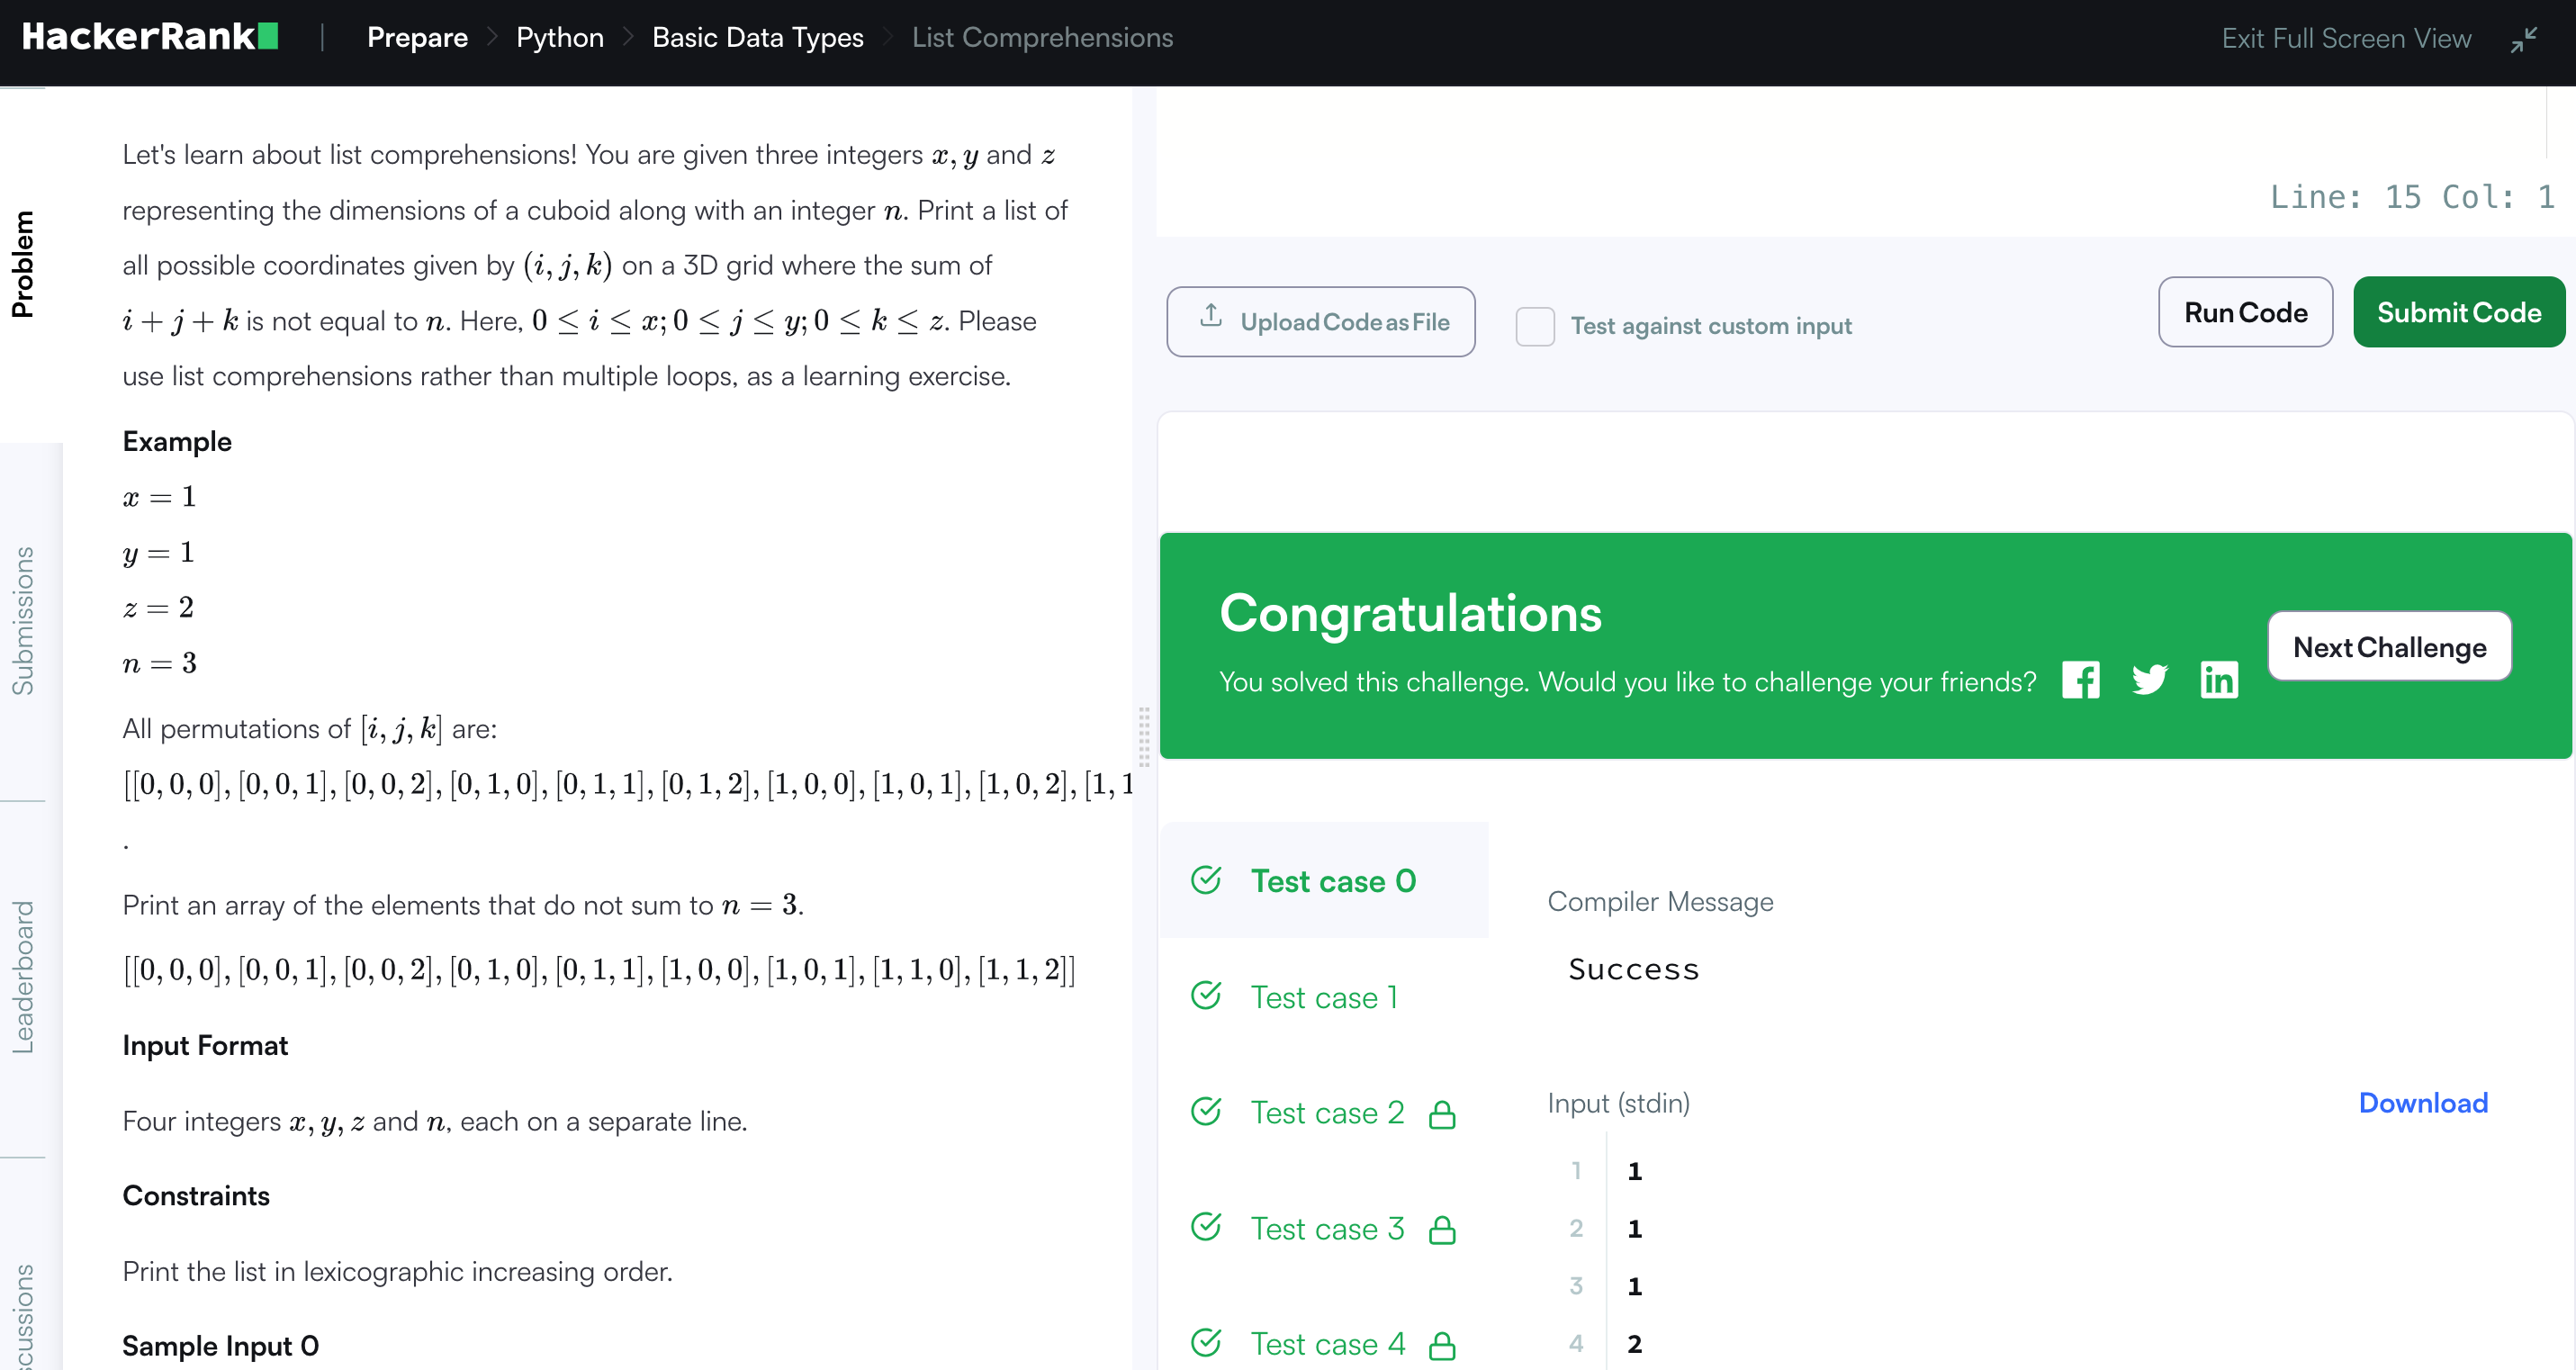 HackerRank | Prepare > Python > Basic Data Types > List Comprehensions
Exit Full Screen View
Problem
Submissions
Leaderboard
Let's learn about list comprehensions! You are given three integers x, y and z
representing the dimensions of a cuboid along with an integer n. Print a list of
all possible coordinates given by (i, j, k) on a 3D grid where the sum of
i + j + k is not equal to n. Here, 0 ≤ i ≤ x; 0 ≤ j ≤ y; 0 ≤ k ≤ z. Please
use list comprehensions rather than multiple loops, as a learning exercise.
Example
x = 1
y = 1
z = 2
n = 3
All permutations of [i, j, k] are:
[[0, 0, 0], [0, 0, 1], [0, 0, 2], [0, 1, 0], [0, 1, 1], [0, 1, 2], [1, 0, 0], [1, 0, 1], [1, 0, 2], [1, 1
.
Print an array of the elements that do not sum to n = 3.
[[0, 0, 0], [0, 0, 1], [0, 0, 2], [0, 1, 0], [0, 1, 1], [1, 0, 0], [1, 0, 1], [1, 1, 0], [1, 1, 2]]
Input Format
Four integers x, y, z and n, each on a separate line.
Constraints
Print the list in lexicographic increasing order.
Sample Input 0
Line: 15 Col: 1
Upload Code as File
Test against custom input
Run Code
Submit Code
Congratulations
You solved this challenge. Would you like to challenge your friends?
Next Challenge
Test case 0
Test case 1
Test case 2
Test case 3
Test case 4
Compiler Message
Success
Input (stdin)
Download
1 1
2 1
3 1
4 2